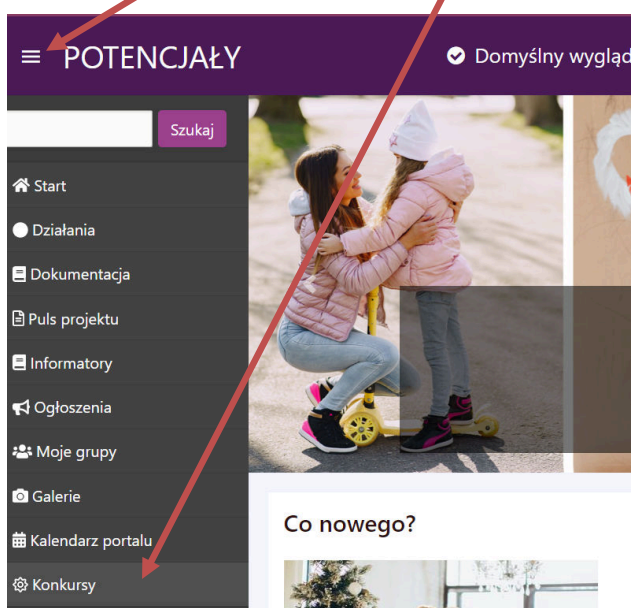 POTENCJAŁY
Domyślny wygląd
Szukaj
Start
Działania
Dokumentacja
Puls projektu
Informatory
Ogłoszenia
Moje grupy
Galerie
Kalendarz portalu
Konkursy
Co nowego?